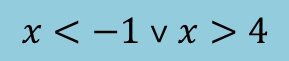 x < −1 ∨ x > 4